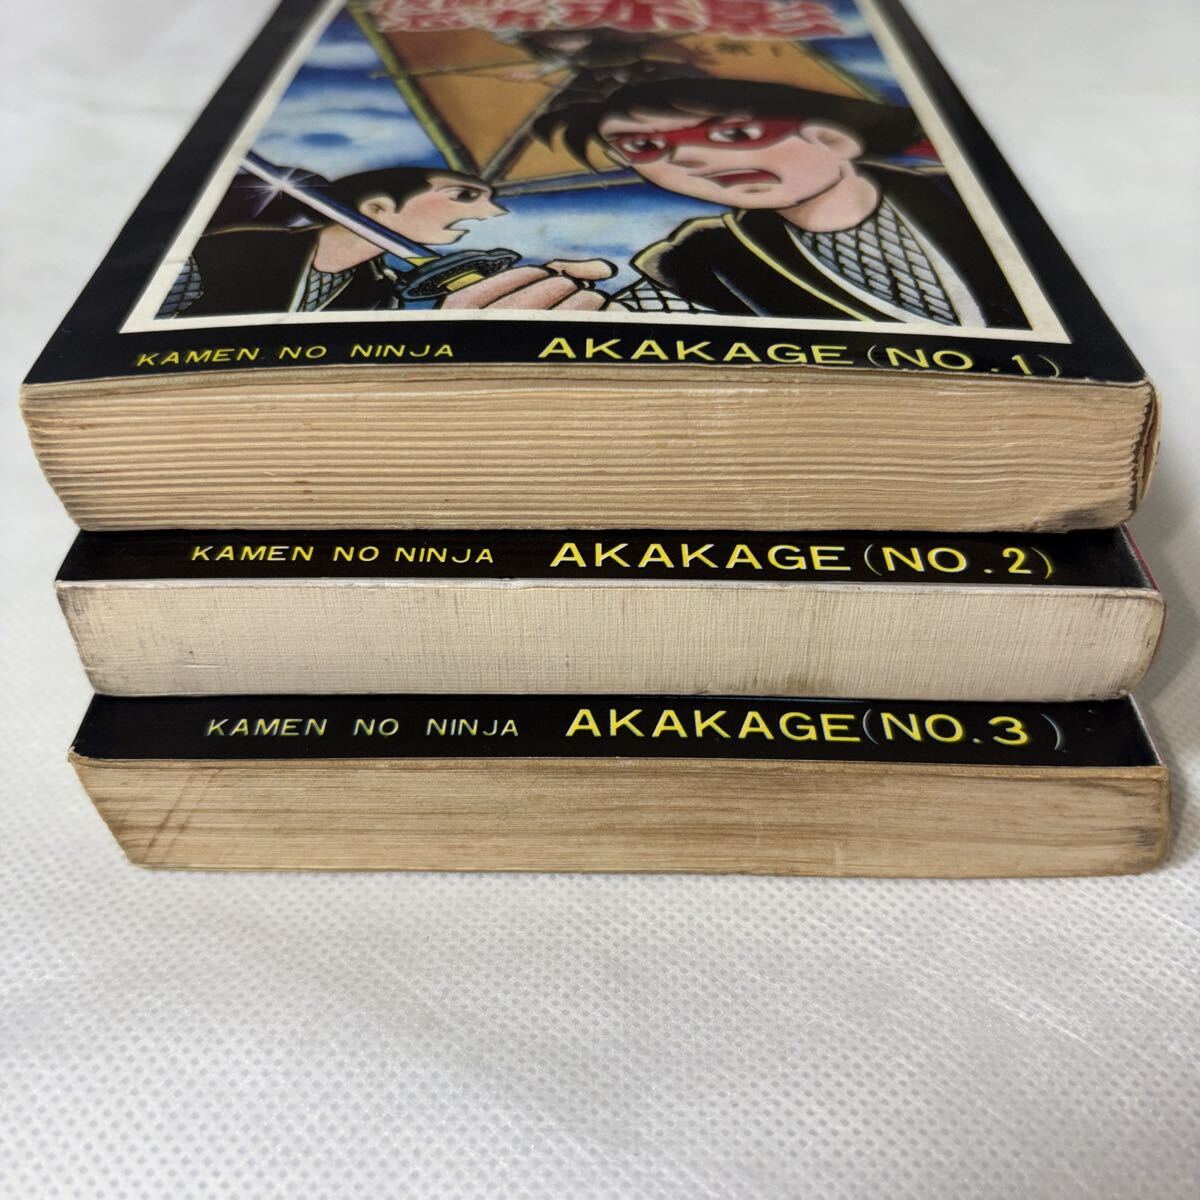 KAMEN NO NINJA AKAKAGE (NO.1)
KAMEN NO NINJA AKAKAGE (NO.2)
KAMEN NO NINJA AKAKAGE (NO.3)